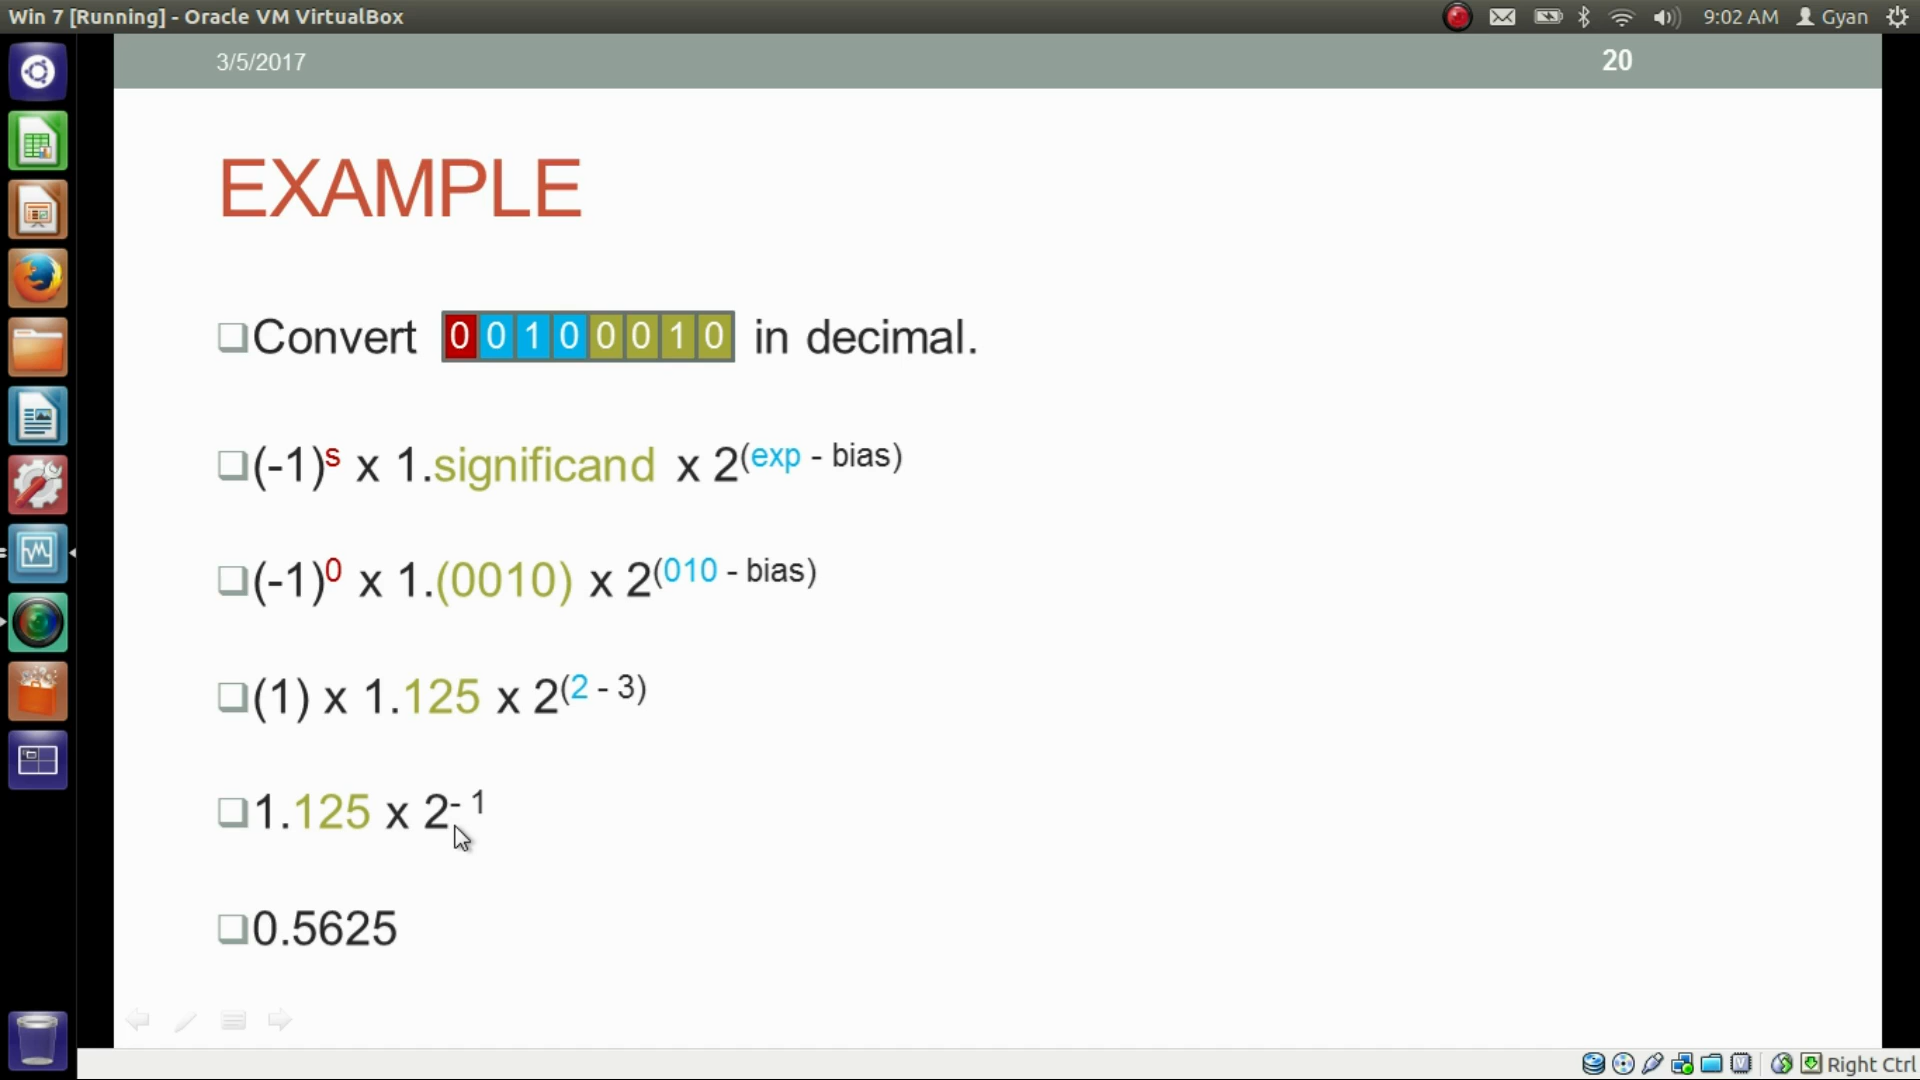 Win 7 [Running] - Oracle VM VirtualBox
9:02 AM Gyan
3/5/2017
20
EXAMPLE
Convert 0 0 1 0 0 0 1 0 in decimal.
(-1)^s x 1.significand x 2^(exp - bias)
(-1)^0 x 1.(0010) x 2^(010 - bias)
(1) x 1.125 x 2^(2 - 3)
1.125 x 2^- 1
0.5625
Right Ctrl